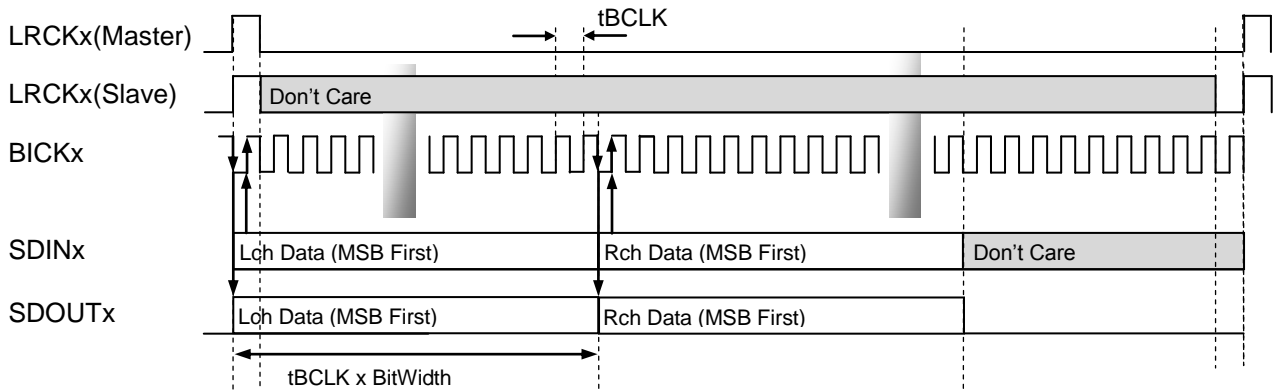 tBCLK
LRCKx(Master)
LRCKx(Slave)
Don't Care
BICKx
SDINx
Lch Data (MSB First)
Rch Data (MSB First)
Don't Care
SDOUTx
Lch Data (MSB First)
Rch Data (MSB First)
tBCLK x BitWidth